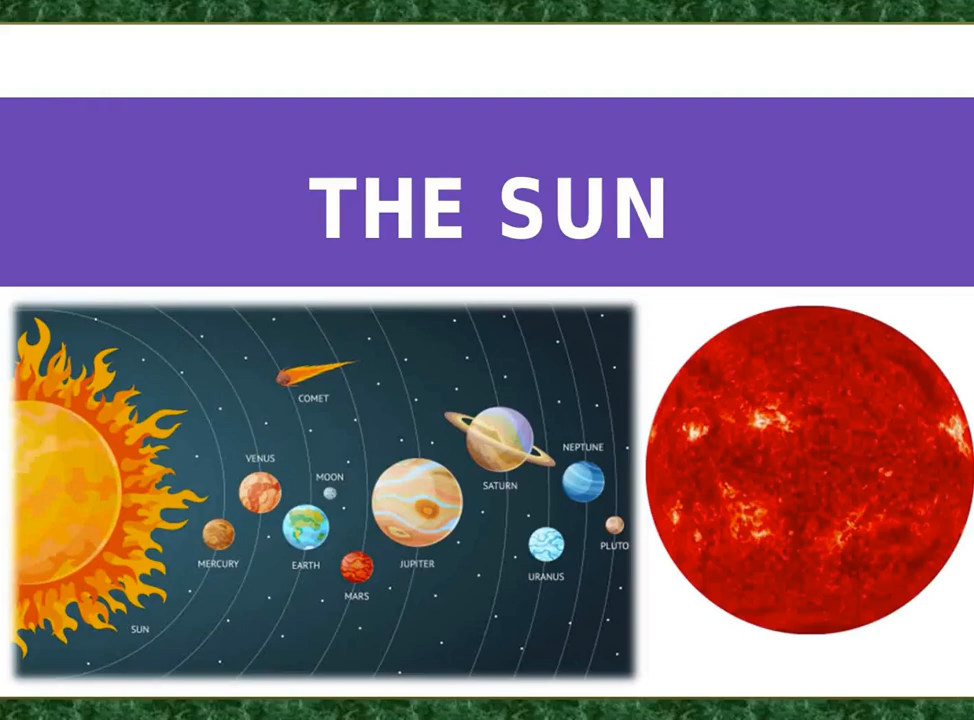 THE SUN
COMET
NEPTUNE
VENUS
MOON
SATURN
PLUTO
MERCURY
EARTH
JUPITER
URANUS
MARS
SUN